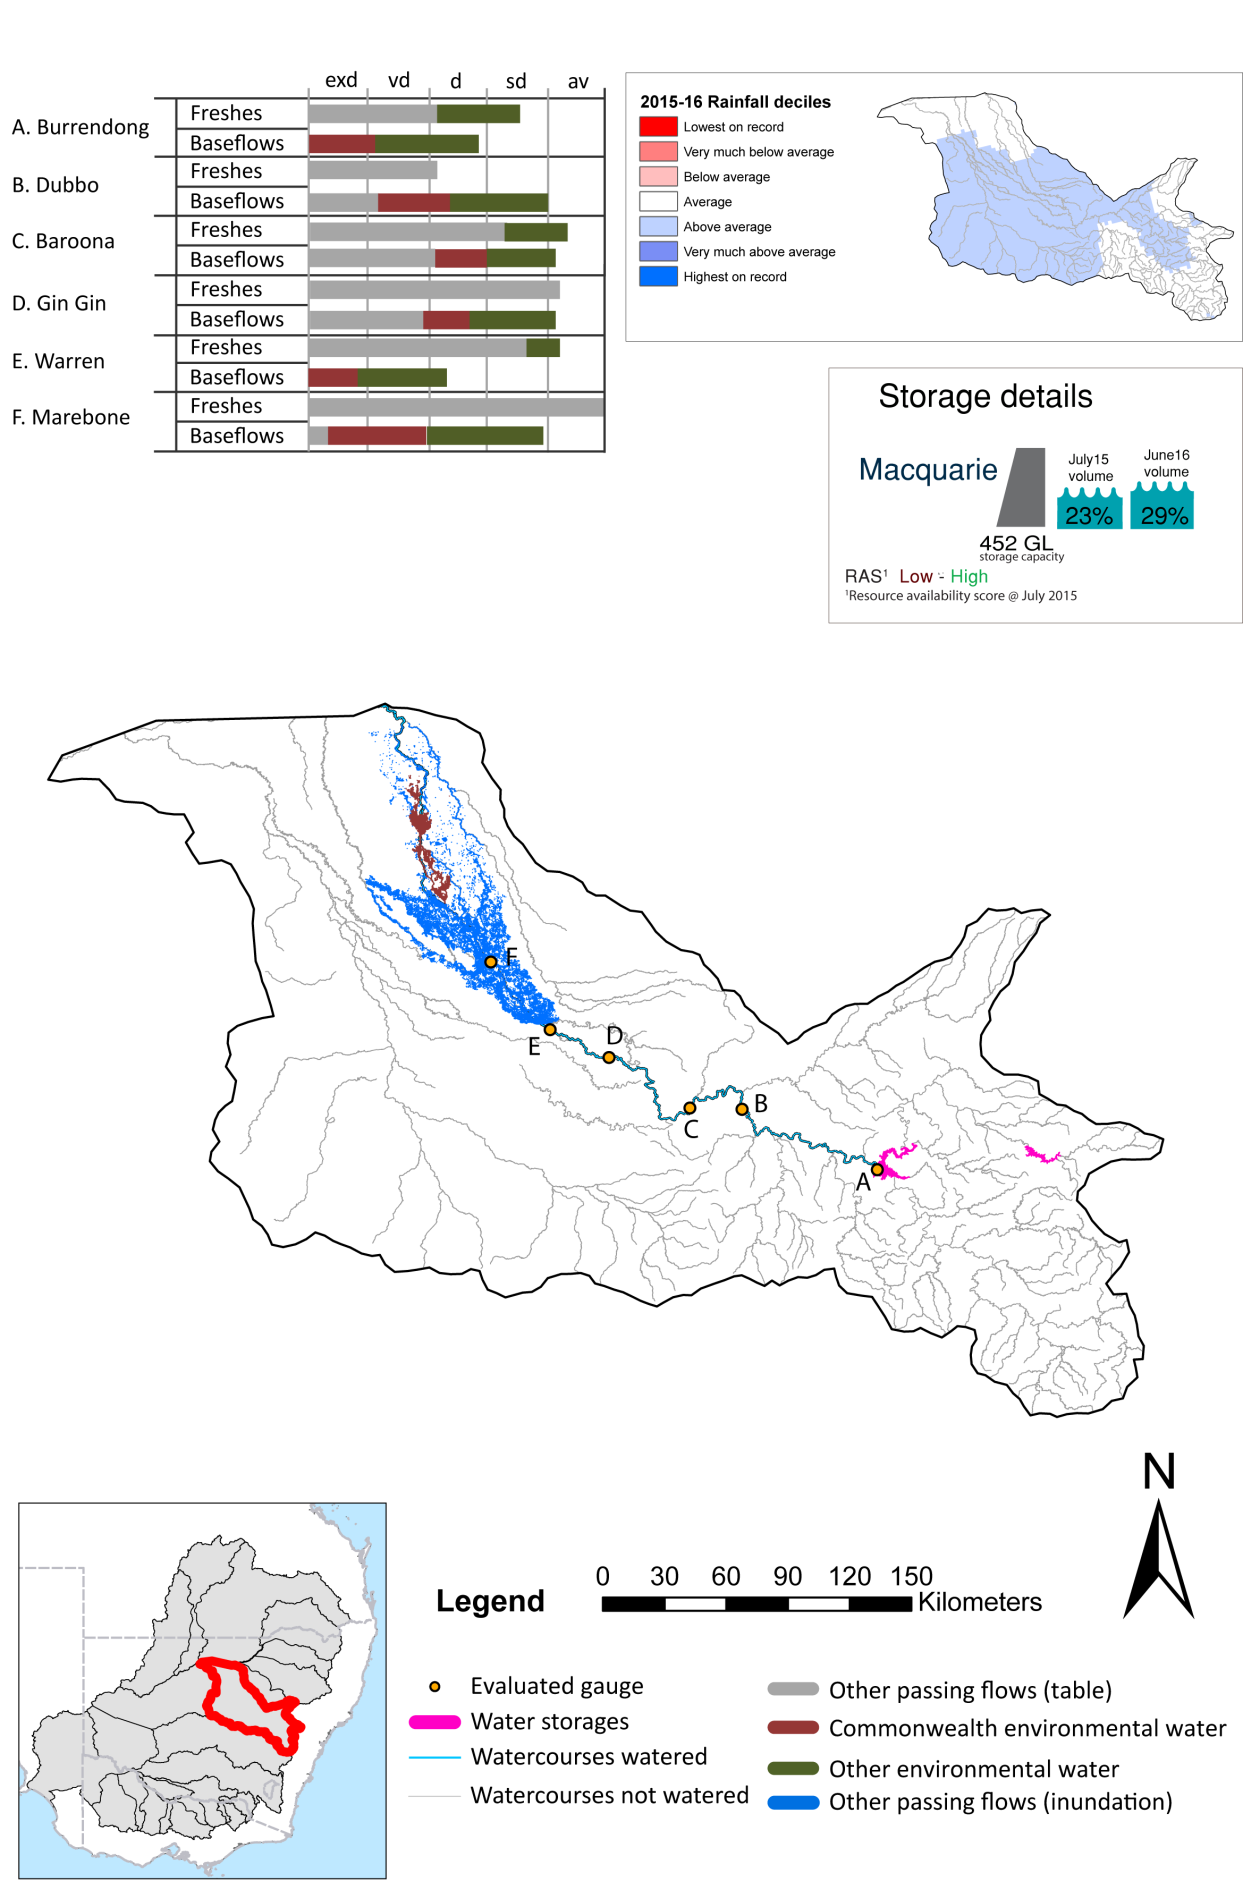 exd vd d sd av
A. Burrendong
Freshes
Baseflows
B. Dubbo
Freshes
Baseflows
C. Baroona
Freshes
Baseflows
D. Gin Gin
Freshes
Baseflows
E. Warren
Freshes
Baseflows
F. Marebone
Freshes
Baseflows
2015-16 Rainfall deciles
Lowest on record
Very much below average
Below average
Average
Above average
Very much above average
Highest on record
Storage details
Macquarie
July15
volume
June16
volume
23%
29%
452 GL
storage capacity
RAS¹ Low - High
¹Resource availability score @ July 2015
F
E
D
C
B
A
N
0 30 60 90 120 150
Kilometers
Legend
Evaluated gauge
Water storages
Watercourses watered
Watercourses not watered
Other passing flows (table)
Commonwealth environmental water
Other environmental water
Other passing flows (inundation)